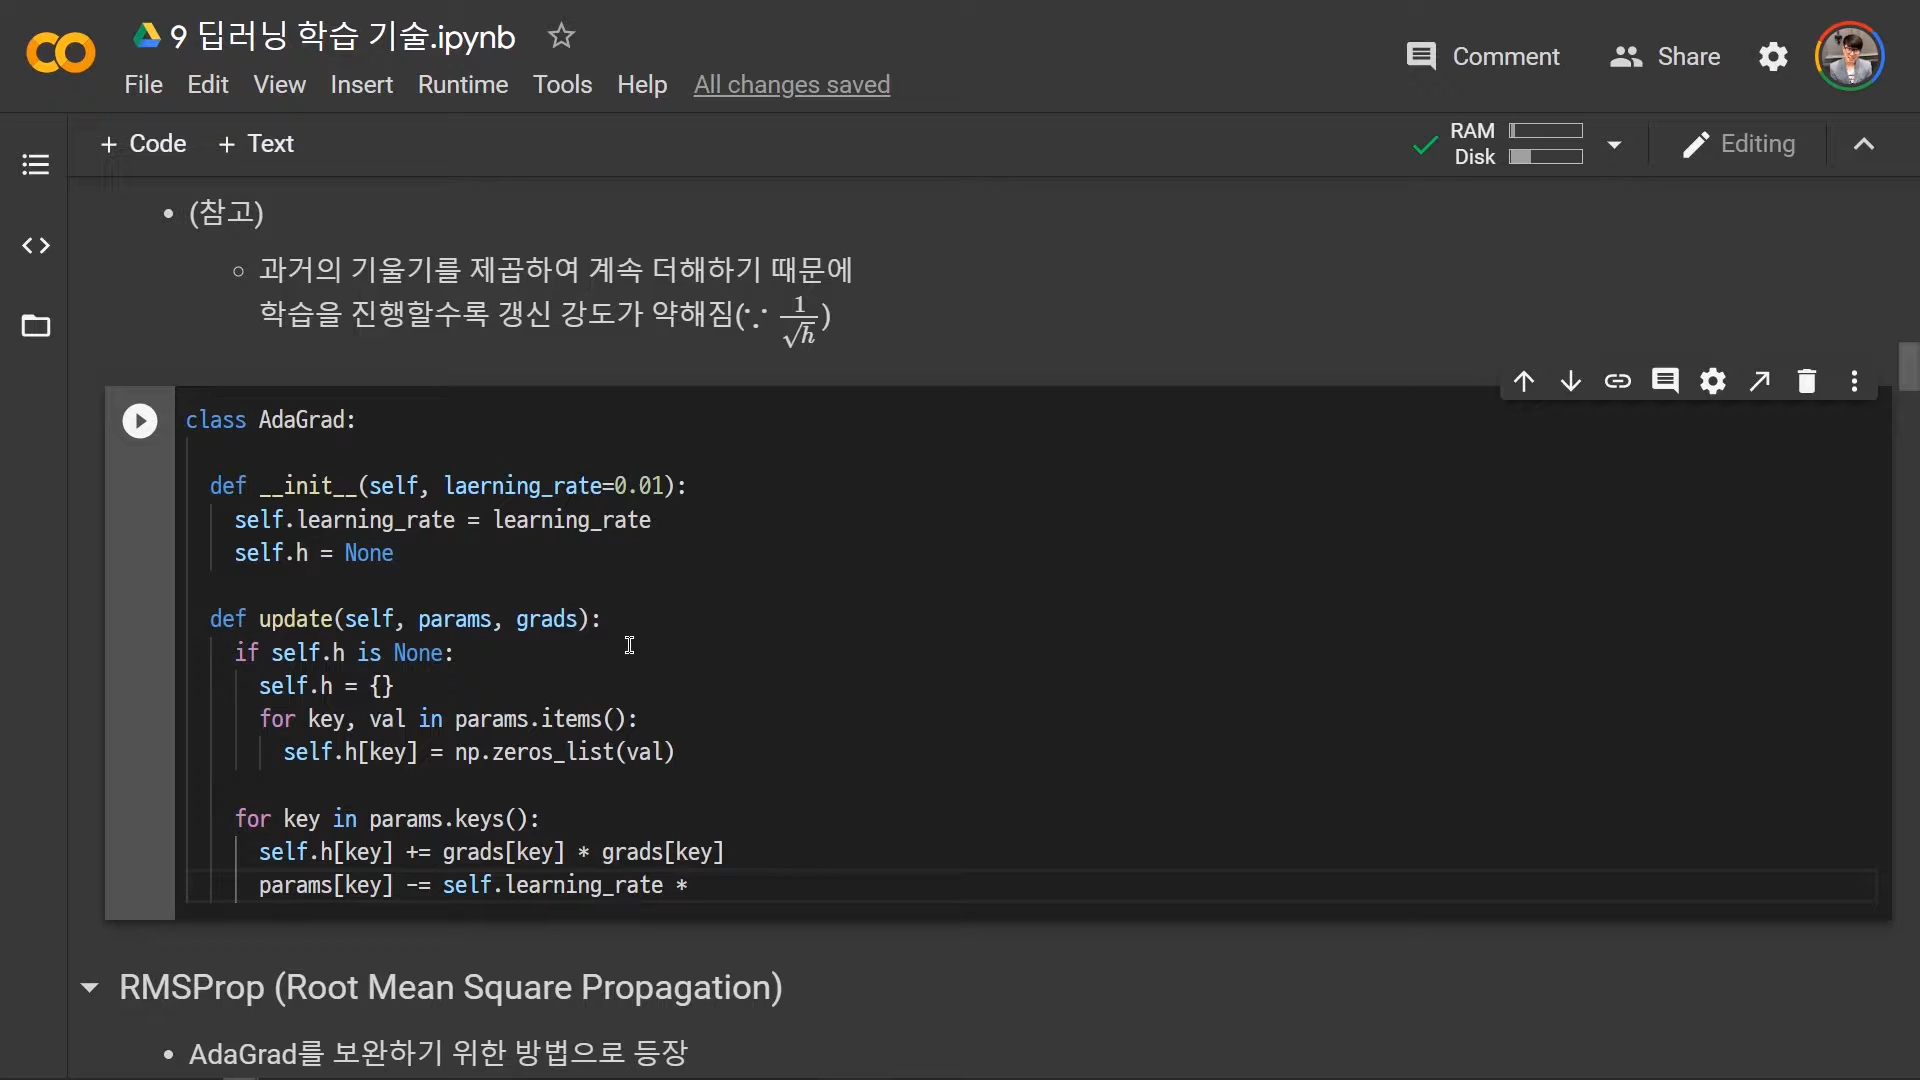 9 딥러닝 학습 기술.ipynb
Comment
Share
File Edit View Insert Runtime Tools Help All changes saved
+ Code + Text
RAM
Disk
Editing
• (참고)
○ 과거의 기울기를 제곱하여 계속 더해하기 때문에
학습을 진행할수록 갱신 강도가 약해짐(∵ 1/√h)
class AdaGrad:
def __init__(self, laerning_rate=0.01):
self.learning_rate = learning_rate
self.h = None
def update(self, params, grads):
if self.h is None:
self.h = {}
for key, val in params.items():
self.h[key] = np.zeros_list(val)
for key in params.keys():
self.h[key] += grads[key] * grads[key]
params[key] -= self.learning_rate *
RMSProp (Root Mean Square Propagation)
• AdaGrad를 보완하기 위한 방법으로 등장